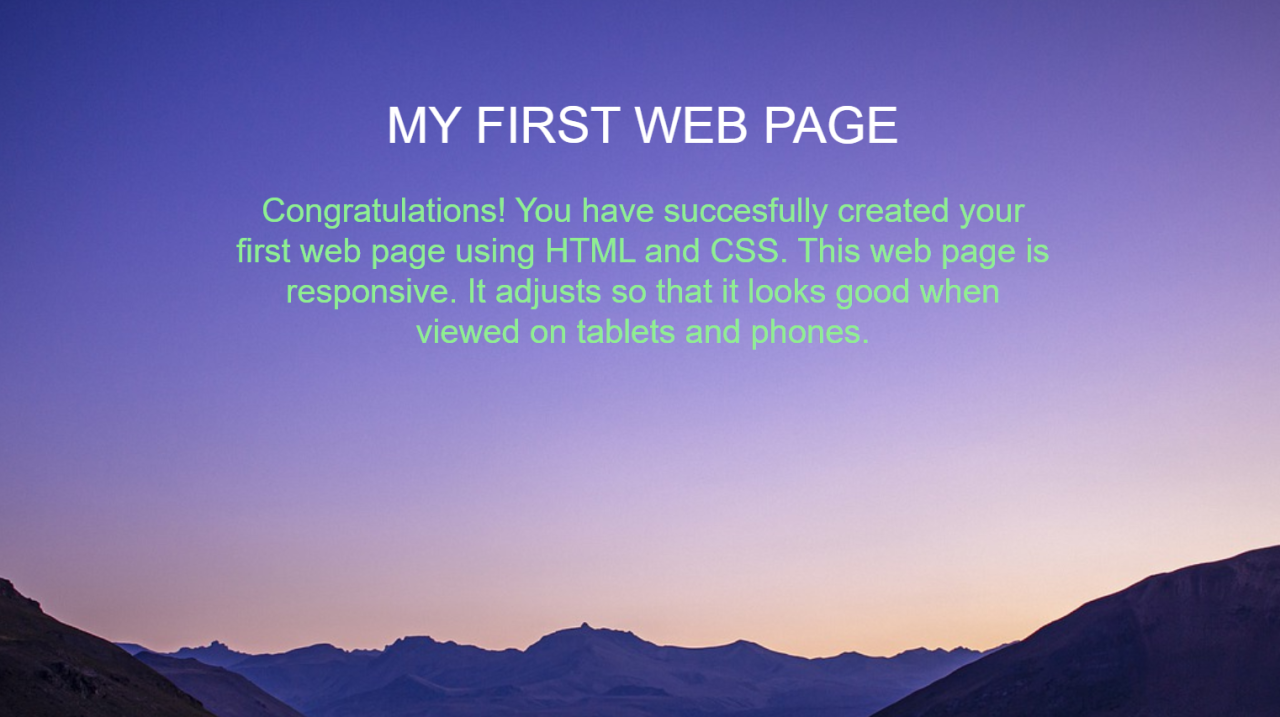 MY FIRST WEB PAGE
Congratulations! You have succesfully created your
first web page using HTML and CSS. This web page is
responsive. It adjusts so that it looks good when
viewed on tablets and phones.